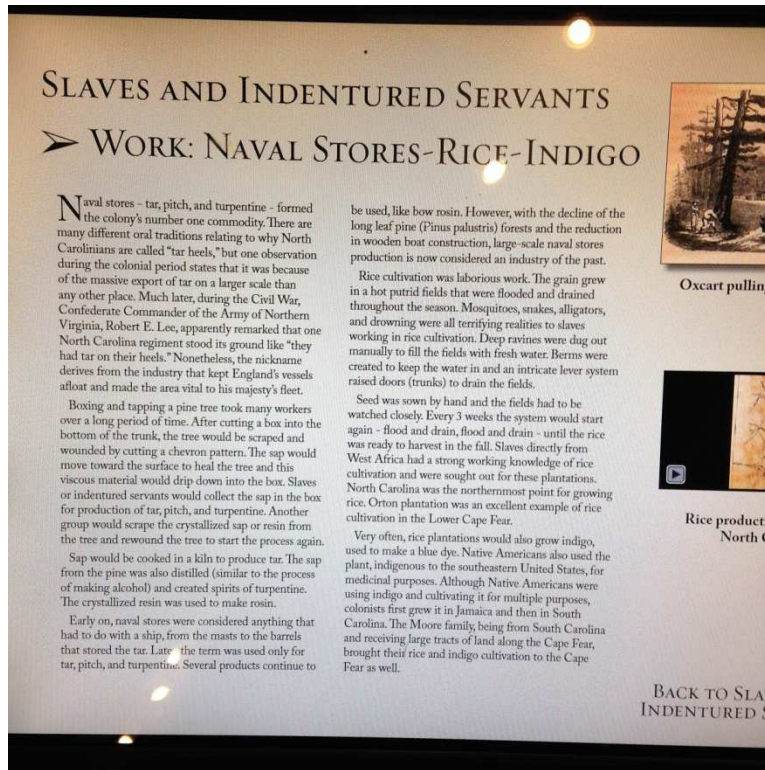 SLAVES AND INDENTURED SERVANTS
➢ WORK: NAVAL STORES-RICE-INDIGO
Naval stores - tar, pitch, and turpentine - formed
the colony's number one commodity. There are
many different oral traditions relating to why North
Carolinians are called "tar heels," but one observation
during the colonial period states that it was because
of the massive export of tar on a larger scale than
any other place. Much later, during the Civil War,
Confederate Commander of the Army of Northern
Virginia, Robert E. Lee, apparently remarked that one
North Carolina regiment stood its ground like "they
had tar on their heels." Nonetheless, the nickname
derives from the industry that kept England's vessels
afloat and made the area vital to his majesty's fleet.
Boxing and tapping a pine tree took many workers
over a long period of time. After cutting a box into the
bottom of the trunk, the tree would be scraped and
wounded by cutting a chevron pattern. The sap would
move toward the surface to heal the tree and this
viscous material would drip down into the box. Slaves
or indentured servants would collect the sap in the box
for production of tar, pitch, and turpentine. Another
group would scrape the crystallized sap or resin from
the tree and rewound the tree to start the process again.
Sap would be cooked in a kiln to produce tar. The sap
from the pine was also distilled (similar to the process
of making alcohol) and created spirits of turpentine.
The crystallized resin was used to make rosin.
Early on, naval stores were considered anything that
had to do with a ship, from the masts to the barrels
that stored the tar. Later the term was used only for
tar, pitch, and turpentine. Several products continue to
be used, like bow rosin. However, with the decline of the
long leaf pine (Pinus palustris) forests and the reduction
in wooden boat construction, large-scale naval stores
production is now considered an industry of the past.
Rice cultivation was laborious work. The grain grew
in a hot putrid fields that were flooded and drained
throughout the season. Mosquitoes, snakes, alligators,
and drowning were all terrifying realities to slaves
working in rice cultivation. Deep ravines were dug out
manually to fill the fields with fresh water. Berms were
created to keep the water in and an intricate lever system
raised doors (trunks) to drain the fields.
Seed was sown by hand and the fields had to be
watched closely. Every 3 weeks the system would start
again - flood and drain, flood and drain - until the rice
was ready to harvest in the fall. Slaves directly from
West Africa had a strong working knowledge of rice
cultivation and were sought out for these plantations.
North Carolina was the northernmost point for growing
rice. Orton plantation was an excellent example of rice
cultivation in the Lower Cape Fear.
Very often, rice plantations would also grow indigo,
used to make a blue dye. Native Americans also used the
plant, indigenous to the southeastern United States, for
medicinal purposes. Although Native Americans were
using indigo and cultivating it for multiple purposes,
colonists first grew it in Jamaica and then in South
Carolina. The Moore family, being from South Carolina
and receiving large tracts of land along the Cape Fear,
brought their rice and indigo cultivation to the Cape
Fear as well.
Oxcart pulling
Rice product
North
BACK TO SLA
INDENTURED